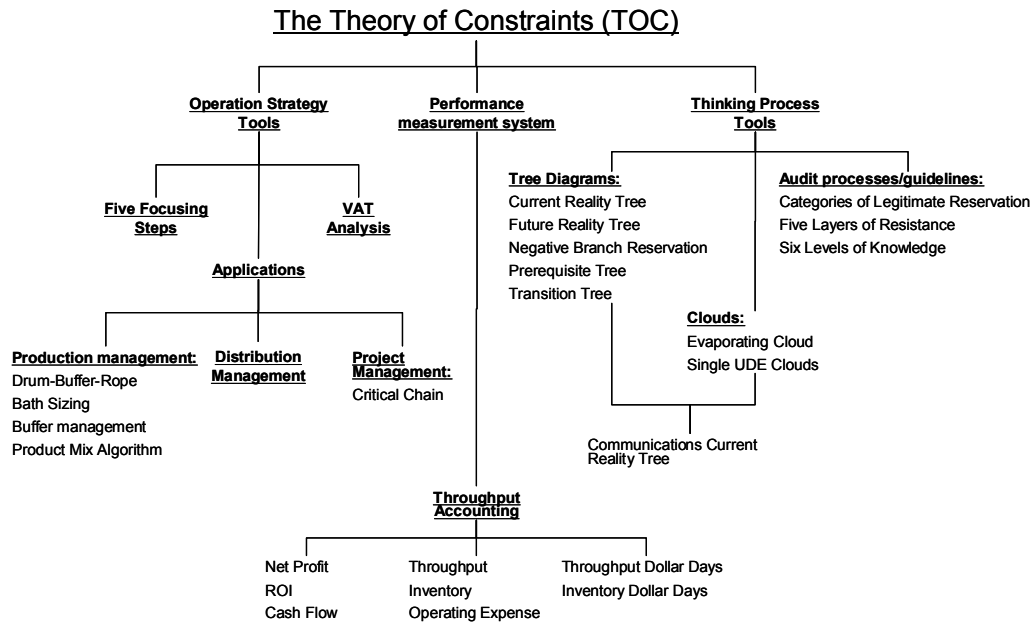 The Theory of Constraints (TOC)
Operation Strategy
Tools
Performance
measurement system
Thinking Process
Tools
Five Focusing
Steps
VAT
Analysis
Applications
Production management:
Drum-Buffer-Rope
Bath Sizing
Buffer management
Product Mix Algorithm
Distribution
Management
Project
Management:
Critical Chain
Tree Diagrams:
Current Reality Tree
Future Reality Tree
Negative Branch Reservation
Prerequisite Tree
Transition Tree
Audit processes/guidelines:
Categories of Legitimate Reservation
Five Layers of Resistance
Six Levels of Knowledge
Clouds:
Evaporating Cloud
Single UDE Clouds
Communications Current
Reality Tree
Throughput
Accounting
Net Profit
ROI
Cash Flow
Throughput
Inventory
Operating Expense
Throughput Dollar Days
Inventory Dollar Days